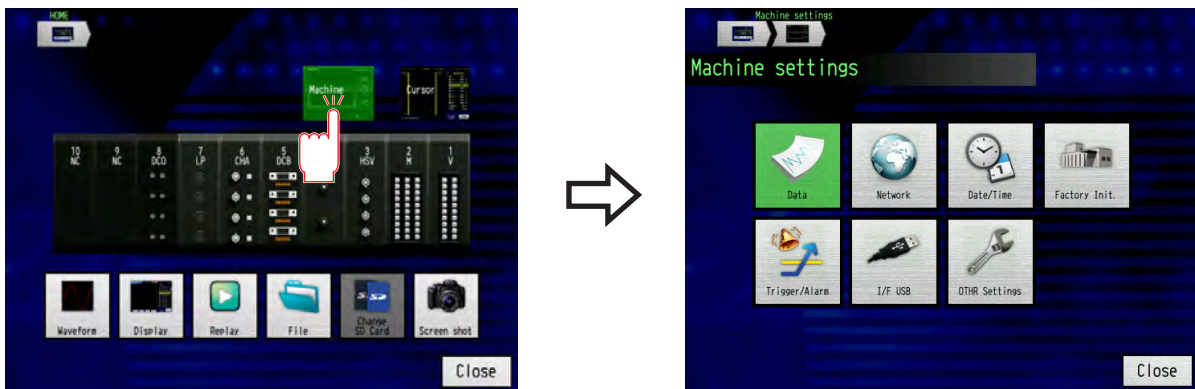 HOME
Machine
Cursor
10 9 8 7 6 5 3 2 1
NC NC DCO LP CHA DCB HSV M V
Waveform Display Replay File Change SD Card Screen shot
Close
Machine settings
Machine settings
Data Network Date/Time Factory Init.
Trigger/Alarm I/F USB OTHR Settings
Close